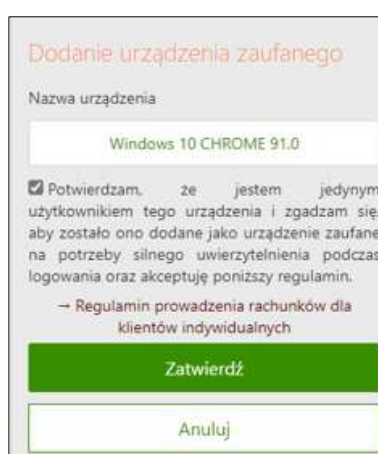 Dodanie urządzenia zaufanego
Nazwa urządzenia
Windows 10 CHROME 91.0
Potwierdzam, że jestem jedynym
użytkownikiem tego urządzenia i zgadzam się,
aby zostało ono dodane jako urządzenie zaufane
na potrzeby silnego uwierzytelnienia podczas
logowania oraz akceptuję poniższy regulamin.
→ Regulamin prowadzenia rachunków dla
klientów indywidualnych
Zatwierdź
Anuluj